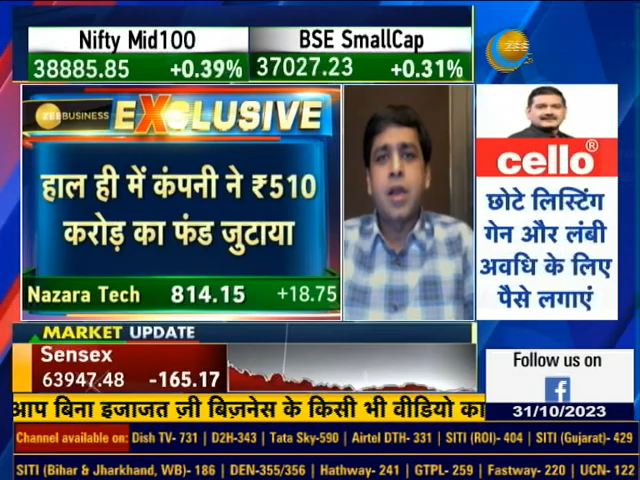 Nifty Mid100
38885.85 +0.39%
BSE SmallCap
37027.23 +0.31%
ZEE
ZEEBUSINESS EXCLUSIVE
हाल ही में कंपनी ने ₹510
करोड़ का फंड जुटाया
Nazara Tech 814.15 +18.75
cello®
छोटे लिस्टिंग
गेन और लंबी
अवधि के लिए
पैसे लगाएं
MARKET UPDATE
Sensex
63947.48 -165.17
Follow us on
f
आप बिना इजाजत ज़ी बिज़नेस के किसी भी वीडियो का
31/10/2023
Channel available on: Dish TV- 731 | D2H-343 | Tata Sky-590 | Airtel DTH- 331 | SITI (ROI)- 404 | SITI (Gujarat)- 429
SITI (Bihar & Jharkhand, WB)- 186 | DEN-355/356 | Hathway- 241 | GTPL- 259 | Fastway- 220 | UCN- 122